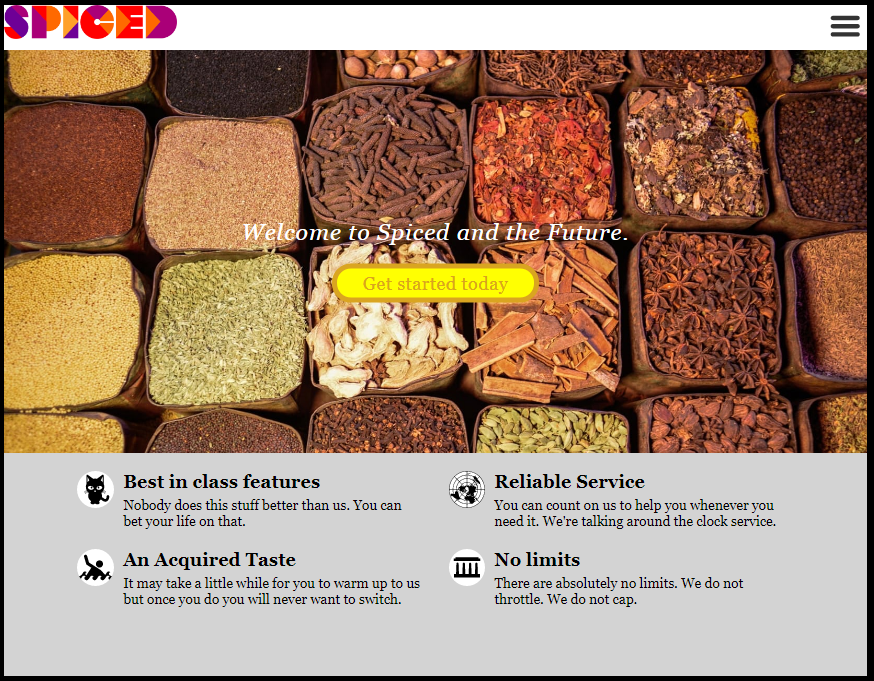 SPICED
Welcome to Spiced and the Future.
Get started today
Best in class features
Nobody does this stuff better than us. You can
bet your life on that.
Reliable Service
You can count on us to help you whenever you
need it. We're talking around the clock service.
An Acquired Taste
It may take a little while for you to warm up to us
but once you do you will never want to switch.
No limits
There are absolutely no limits. We do not
throttle. We do not cap.